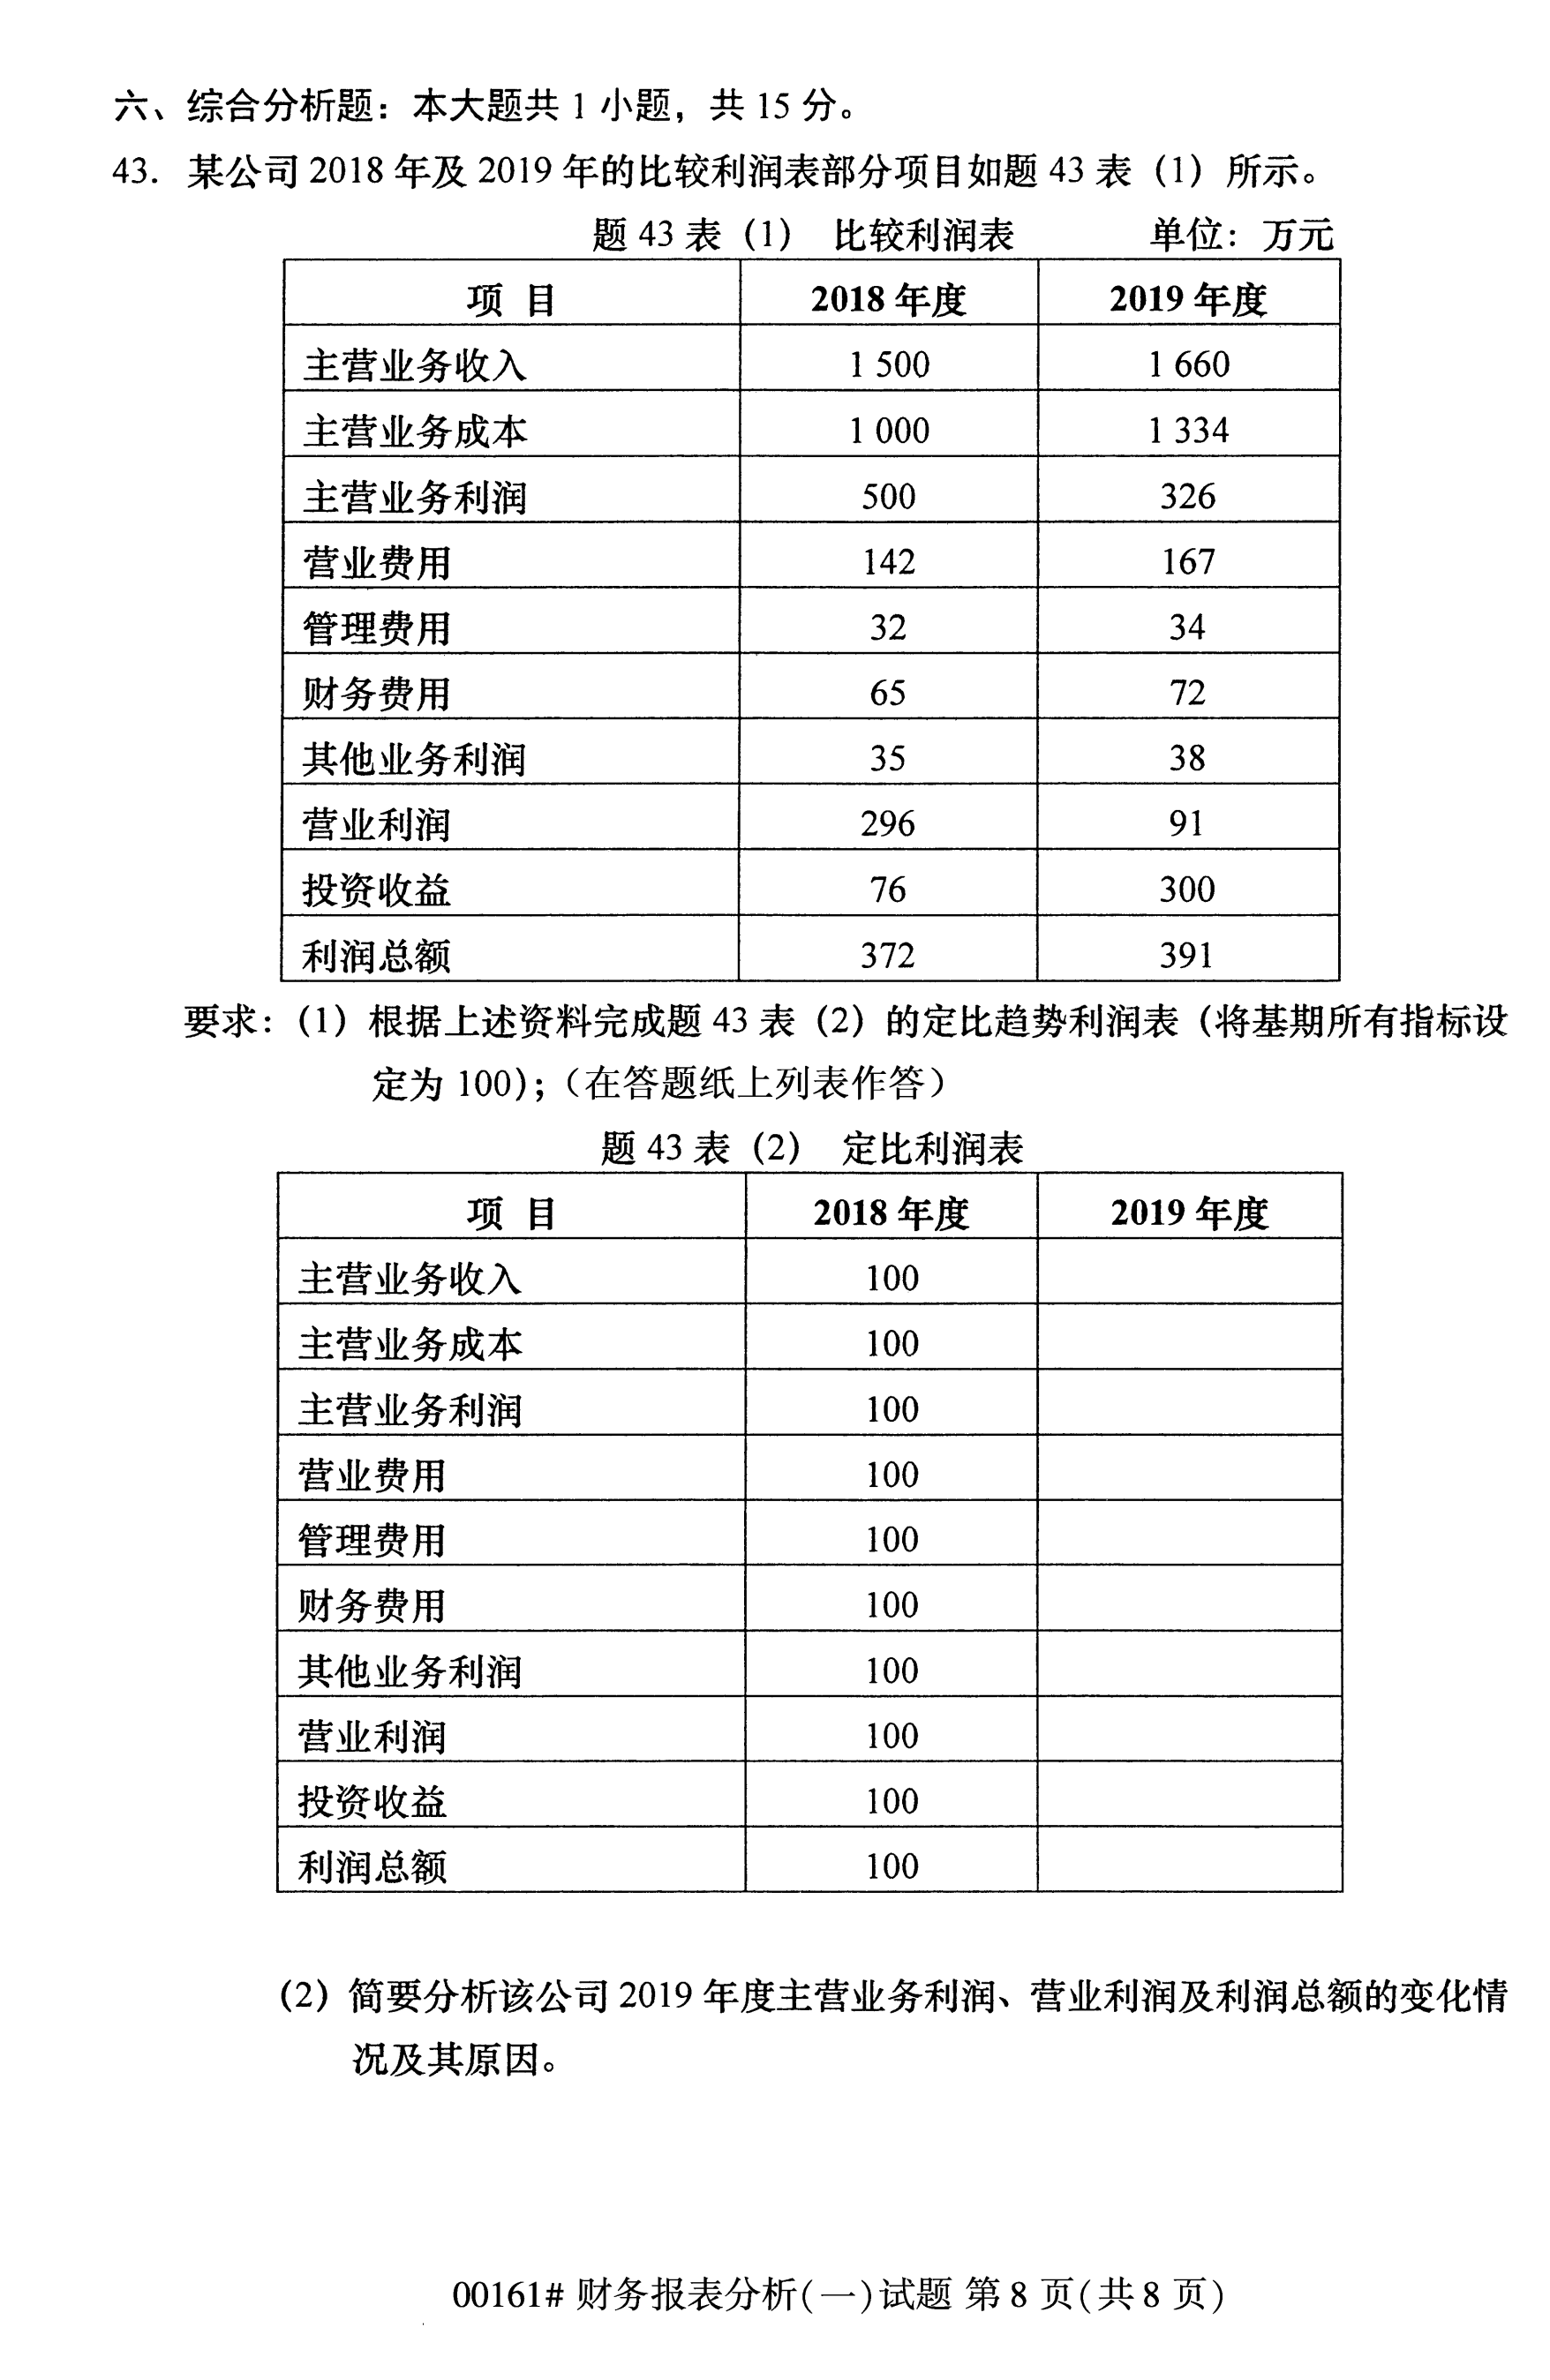 六、综合分析题：本大题共 1 小题，共 15 分。
43. 某公司 2018 年及 2019 年的比较利润表部分项目如题 43 表（1）所示。
题 43 表（1） 比较利润表 单位：万元
项 目 2018 年度 2019 年度
主营业务收入 1 500 1 660
主营业务成本 1 000 1 334
主营业务利润 500 326
营业费用 142 167
管理费用 32 34
财务费用 65 72
其他业务利润 35 38
营业利润 296 91
投资收益 76 300
利润总额 372 391
要求：（1）根据上述资料完成题 43 表（2）的定比趋势利润表（将基期所有指标设
定为 100）；（在答题纸上列表作答）
题 43 表（2） 定比利润表
项 目 2018 年度 2019 年度
主营业务收入 100
主营业务成本 100
主营业务利润 100
营业费用 100
管理费用 100
财务费用 100
其他业务利润 100
营业利润 100
投资收益 100
利润总额 100
（2）简要分析该公司 2019 年度主营业务利润、营业利润及利润总额的变化情
况及其原因。
00161# 财务报表分析(一)试题 第 8 页(共 8 页)